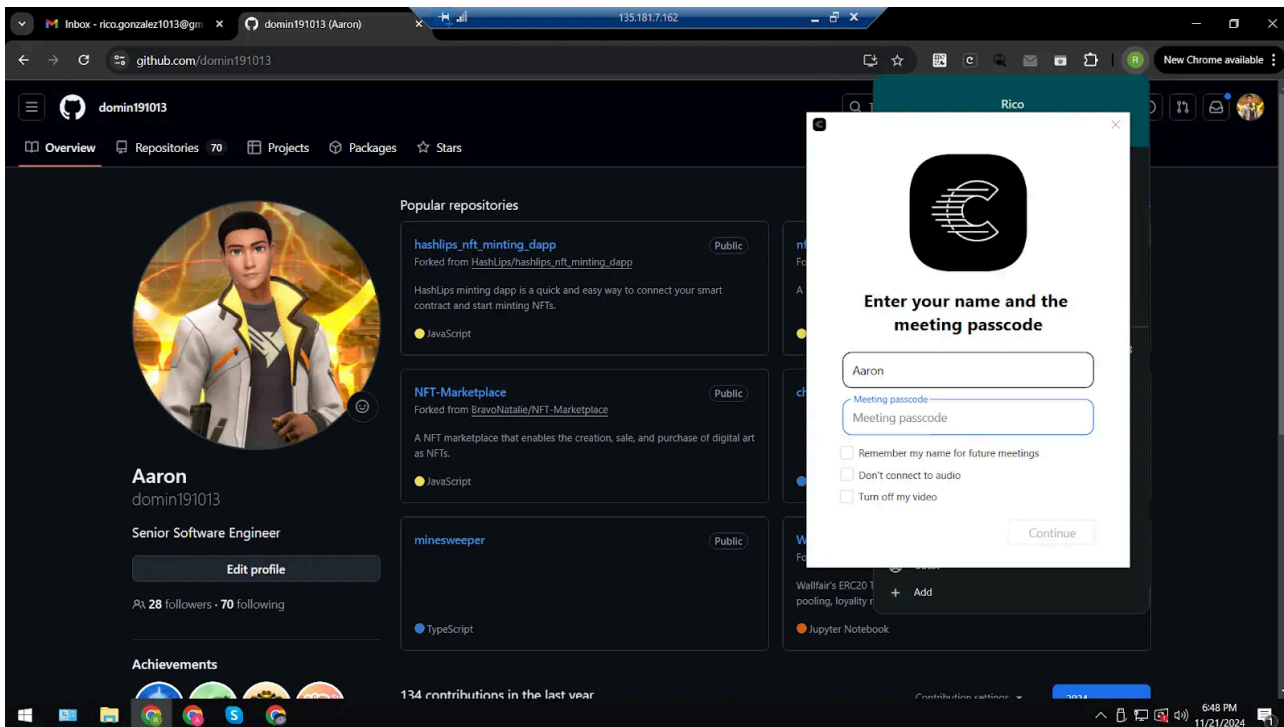 Inbox - rico.gonzalez1013@gm
domin191013 (Aaron)
135.181.7.162
github.com/domin191013
R
New Chrome available
domin191013
Rico
Overview
Repositories 70
Projects
Packages
Stars
Popular repositories
hashlips_nft_minting_dapp
Public
Forked from HashLips/hashlips_nft_minting_dapp
HashLips minting dapp is a quick and easy way to connect your smart
contract and start minting NFTs.
JavaScript
NFT-Marketplace
Public
Forked from BravoNatalie/NFT-Marketplace
A NFT marketplace that enables the creation, sale, and purchase of digital art
as NFTs.
JavaScript
minesweeper
Public
TypeScript
Wallfair's ERC20
pooling, loyality
Jupyter Notebook
Aaron
domin191013
Senior Software Engineer
Edit profile
28 followers · 70 following
Achievements
134 contributions in the last year
Contribution settings
2024
Enter your name and the
meeting passcode
Aaron
Meeting passcode
Meeting passcode
Remember my name for future meetings
Don't connect to audio
Turn off my video
Continue
Add
6:48 PM
11/21/2024